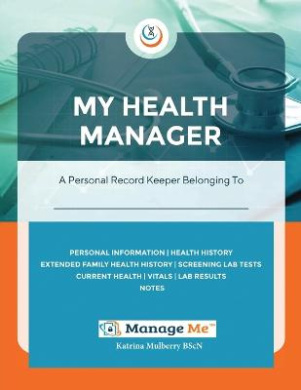 MY HEALTH
MANAGER
A Personal Record Keeper Belonging To
PERSONAL INFORMATION | HEALTH HISTORY
EXTENDED FAMILY HEALTH HISTORY | SCREENING LAB TESTS
CURRENT HEALTH | VITALS | LAB RESULTS
NOTES
Manage Me™
Katrina Mulberry BScN